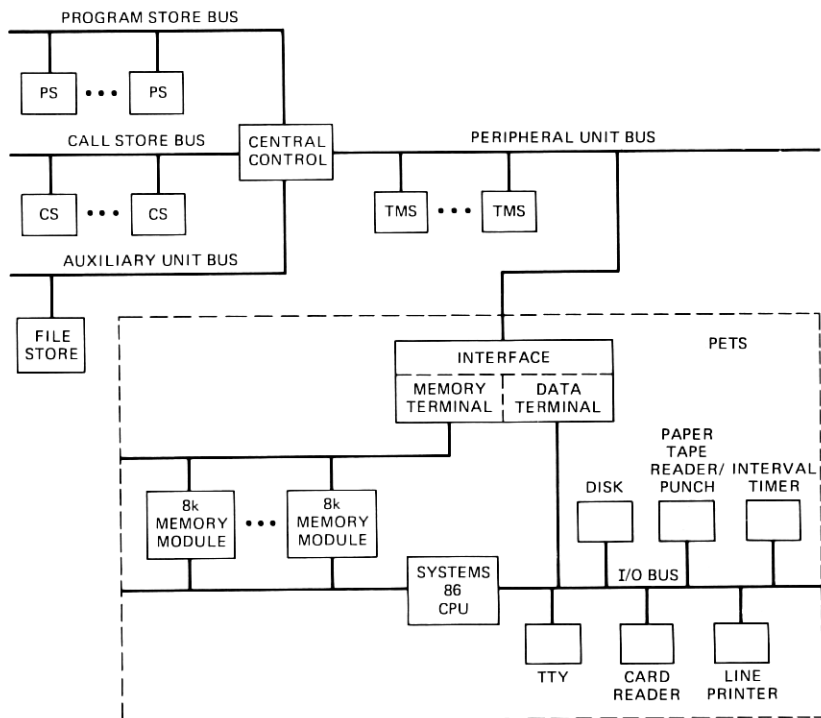 PROGRAM STORE BUS
PS ••• PS
CALL STORE BUS
CENTRAL
CONTROL
PERIPHERAL UNIT BUS
CS ••• CS
TMS ••• TMS
AUXILIARY UNIT BUS
FILE
STORE
PETS
INTERFACE
MEMORY
TERMINAL
DATA
TERMINAL
8k
MEMORY
MODULE
•••
8k
MEMORY
MODULE
DISK
PAPER
TAPE
READER/
PUNCH
INTERVAL
TIMER
SYSTEMS
86
CPU
I/O BUS
TTY
CARD
READER
LINE
PRINTER